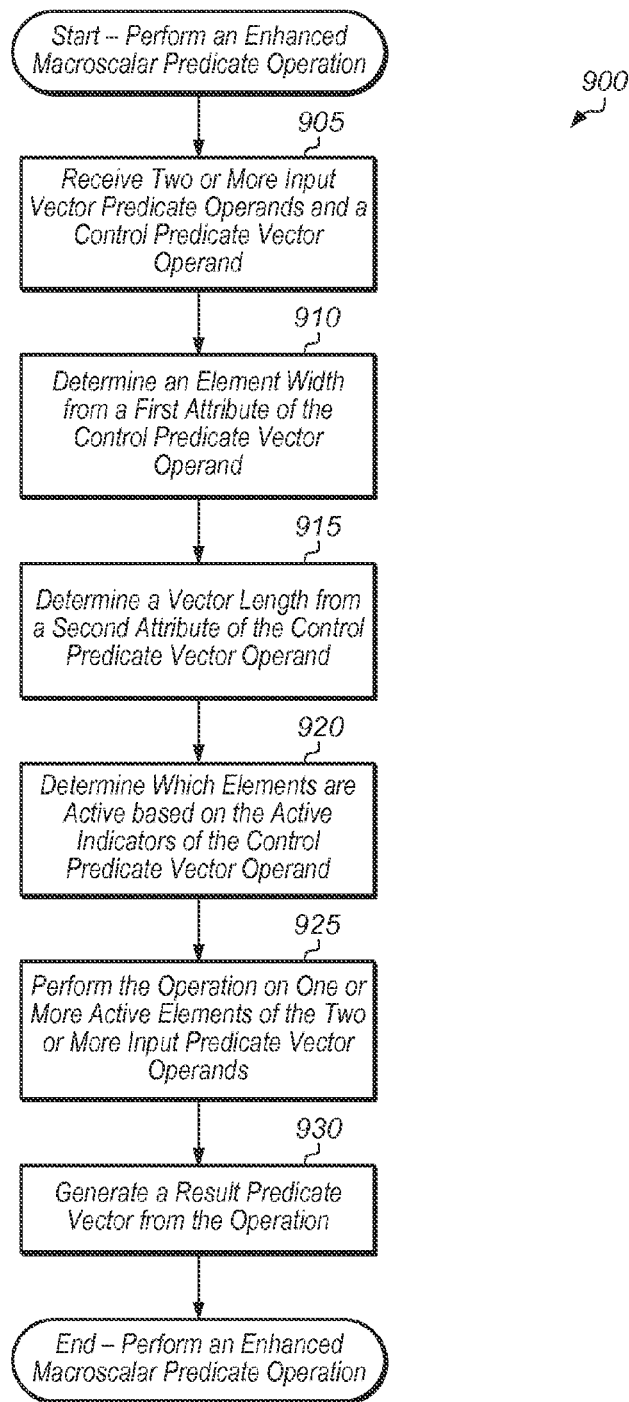 Start – Perform an Enhanced
Macroscalar Predicate Operation
900
905
Receive Two or More Input
Vector Predicate Operands and a
Control Predicate Vector
Operand
910
Determine an Element Width
from a First Attribute of the
Control Predicate Vector
Operand
915
Determine a Vector Length from
a Second Attribute of the Control
Predicate Vector Operand
920
Determine Which Elements are
Active based on the Active
Indicators of the Control
Predicate Vector Operand
925
Perform the Operation on One or
More Active Elements of the Two
or More Input Predicate Vector
Operands
930
Generate a Result Predicate
Vector from the Operation
End – Perform an Enhanced
Macroscalar Predicate Operation